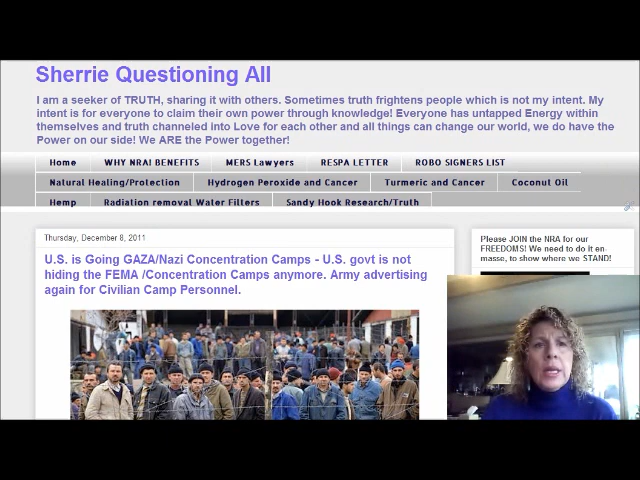 Sherrie Questioning All
I am a seeker of TRUTH, sharing it with others. Sometimes truth frightens people which is not my intent. My
intent is for everyone to claim their own power through knowledge! Everyone has untapped Energy within
themselves and truth channeled into Love for each other and all things can change our world, we do have the
Power on our side! We ARE the Power together!
Home WHY NRA! BENEFITS MERS Lawyers RESPA LETTER ROBO SIGNERS LIST
Natural Healing/Protection Hydrogen Peroxide and Cancer Turmeric and Cancer Coconut Oil
Hemp Radiation removal Water Filters Sandy Hook Research/Truth
Thursday, December 8, 2011
U.S. is Going GAZA/Nazi Concentration Camps - U.S. govt is not
hiding the FEMA /Concentration Camps anymore. Army advertising
again for Civilian Camp Personnel.
Please JOIN the NRA for our
FREEDOMS! We need to do it en-
masse, to show where we STAND!